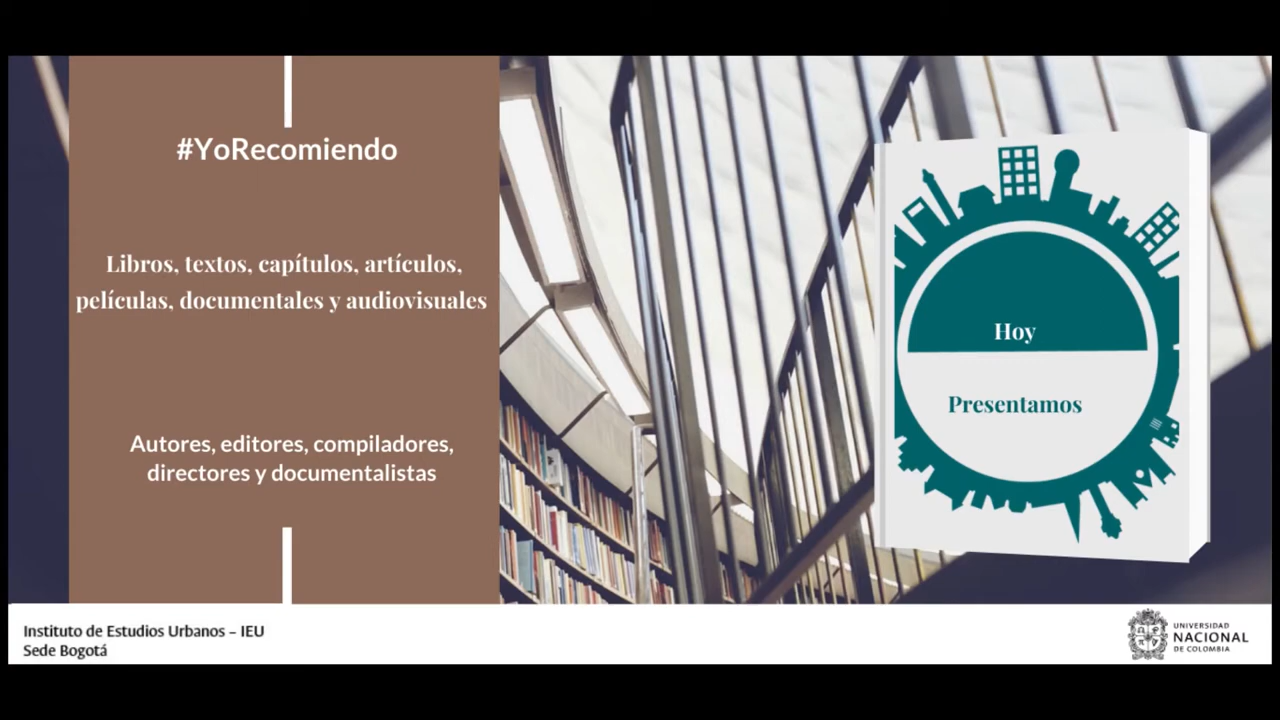 #YoRecomiendo
Libros, textos, capítulos, artículos,
películas, documentales y audiovisuales
Autores, editores, compiladores,
directores y documentalistas
Hoy
Presentamos
Instituto de Estudios Urbanos – IEU
Sede Bogotá
UNIVERSIDAD
NACIONAL
DE COLOMBIA